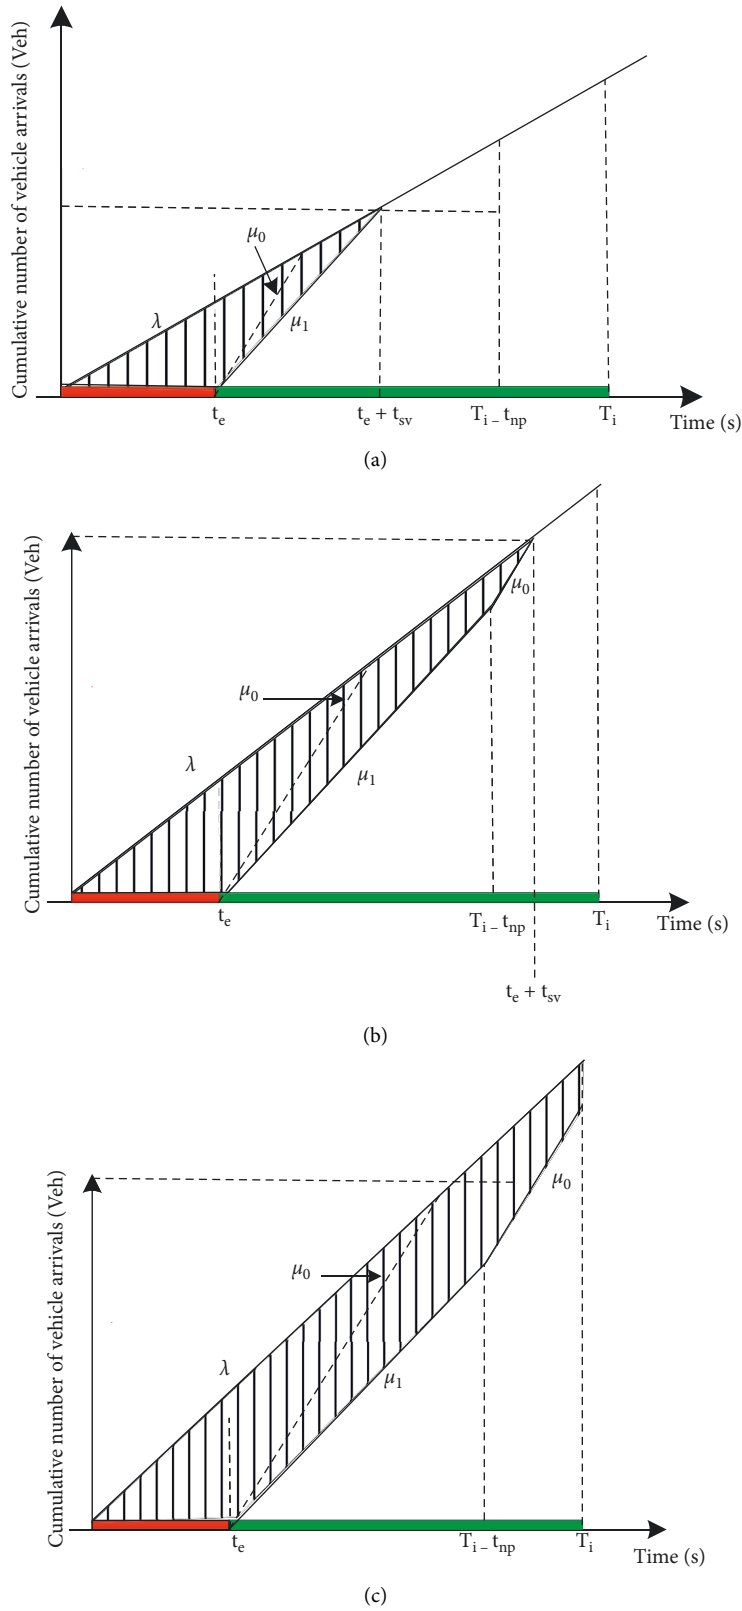 Cumulative number of vehicle arrivals (Veh)
μ0
λ
μ1
te
te + tsv
Ti – tnp
Ti
Time (s)
(a)
Cumulative number of vehicle arrivals (Veh)
μ0
μ0
λ
μ1
te
Ti – tnp
Ti
Time (s)
te + tsv
(b)
Cumulative number of vehicle arrivals (Veh)
μ0
μ0
λ
μ1
te
Ti – tnp
Ti
Time (s)
(c)